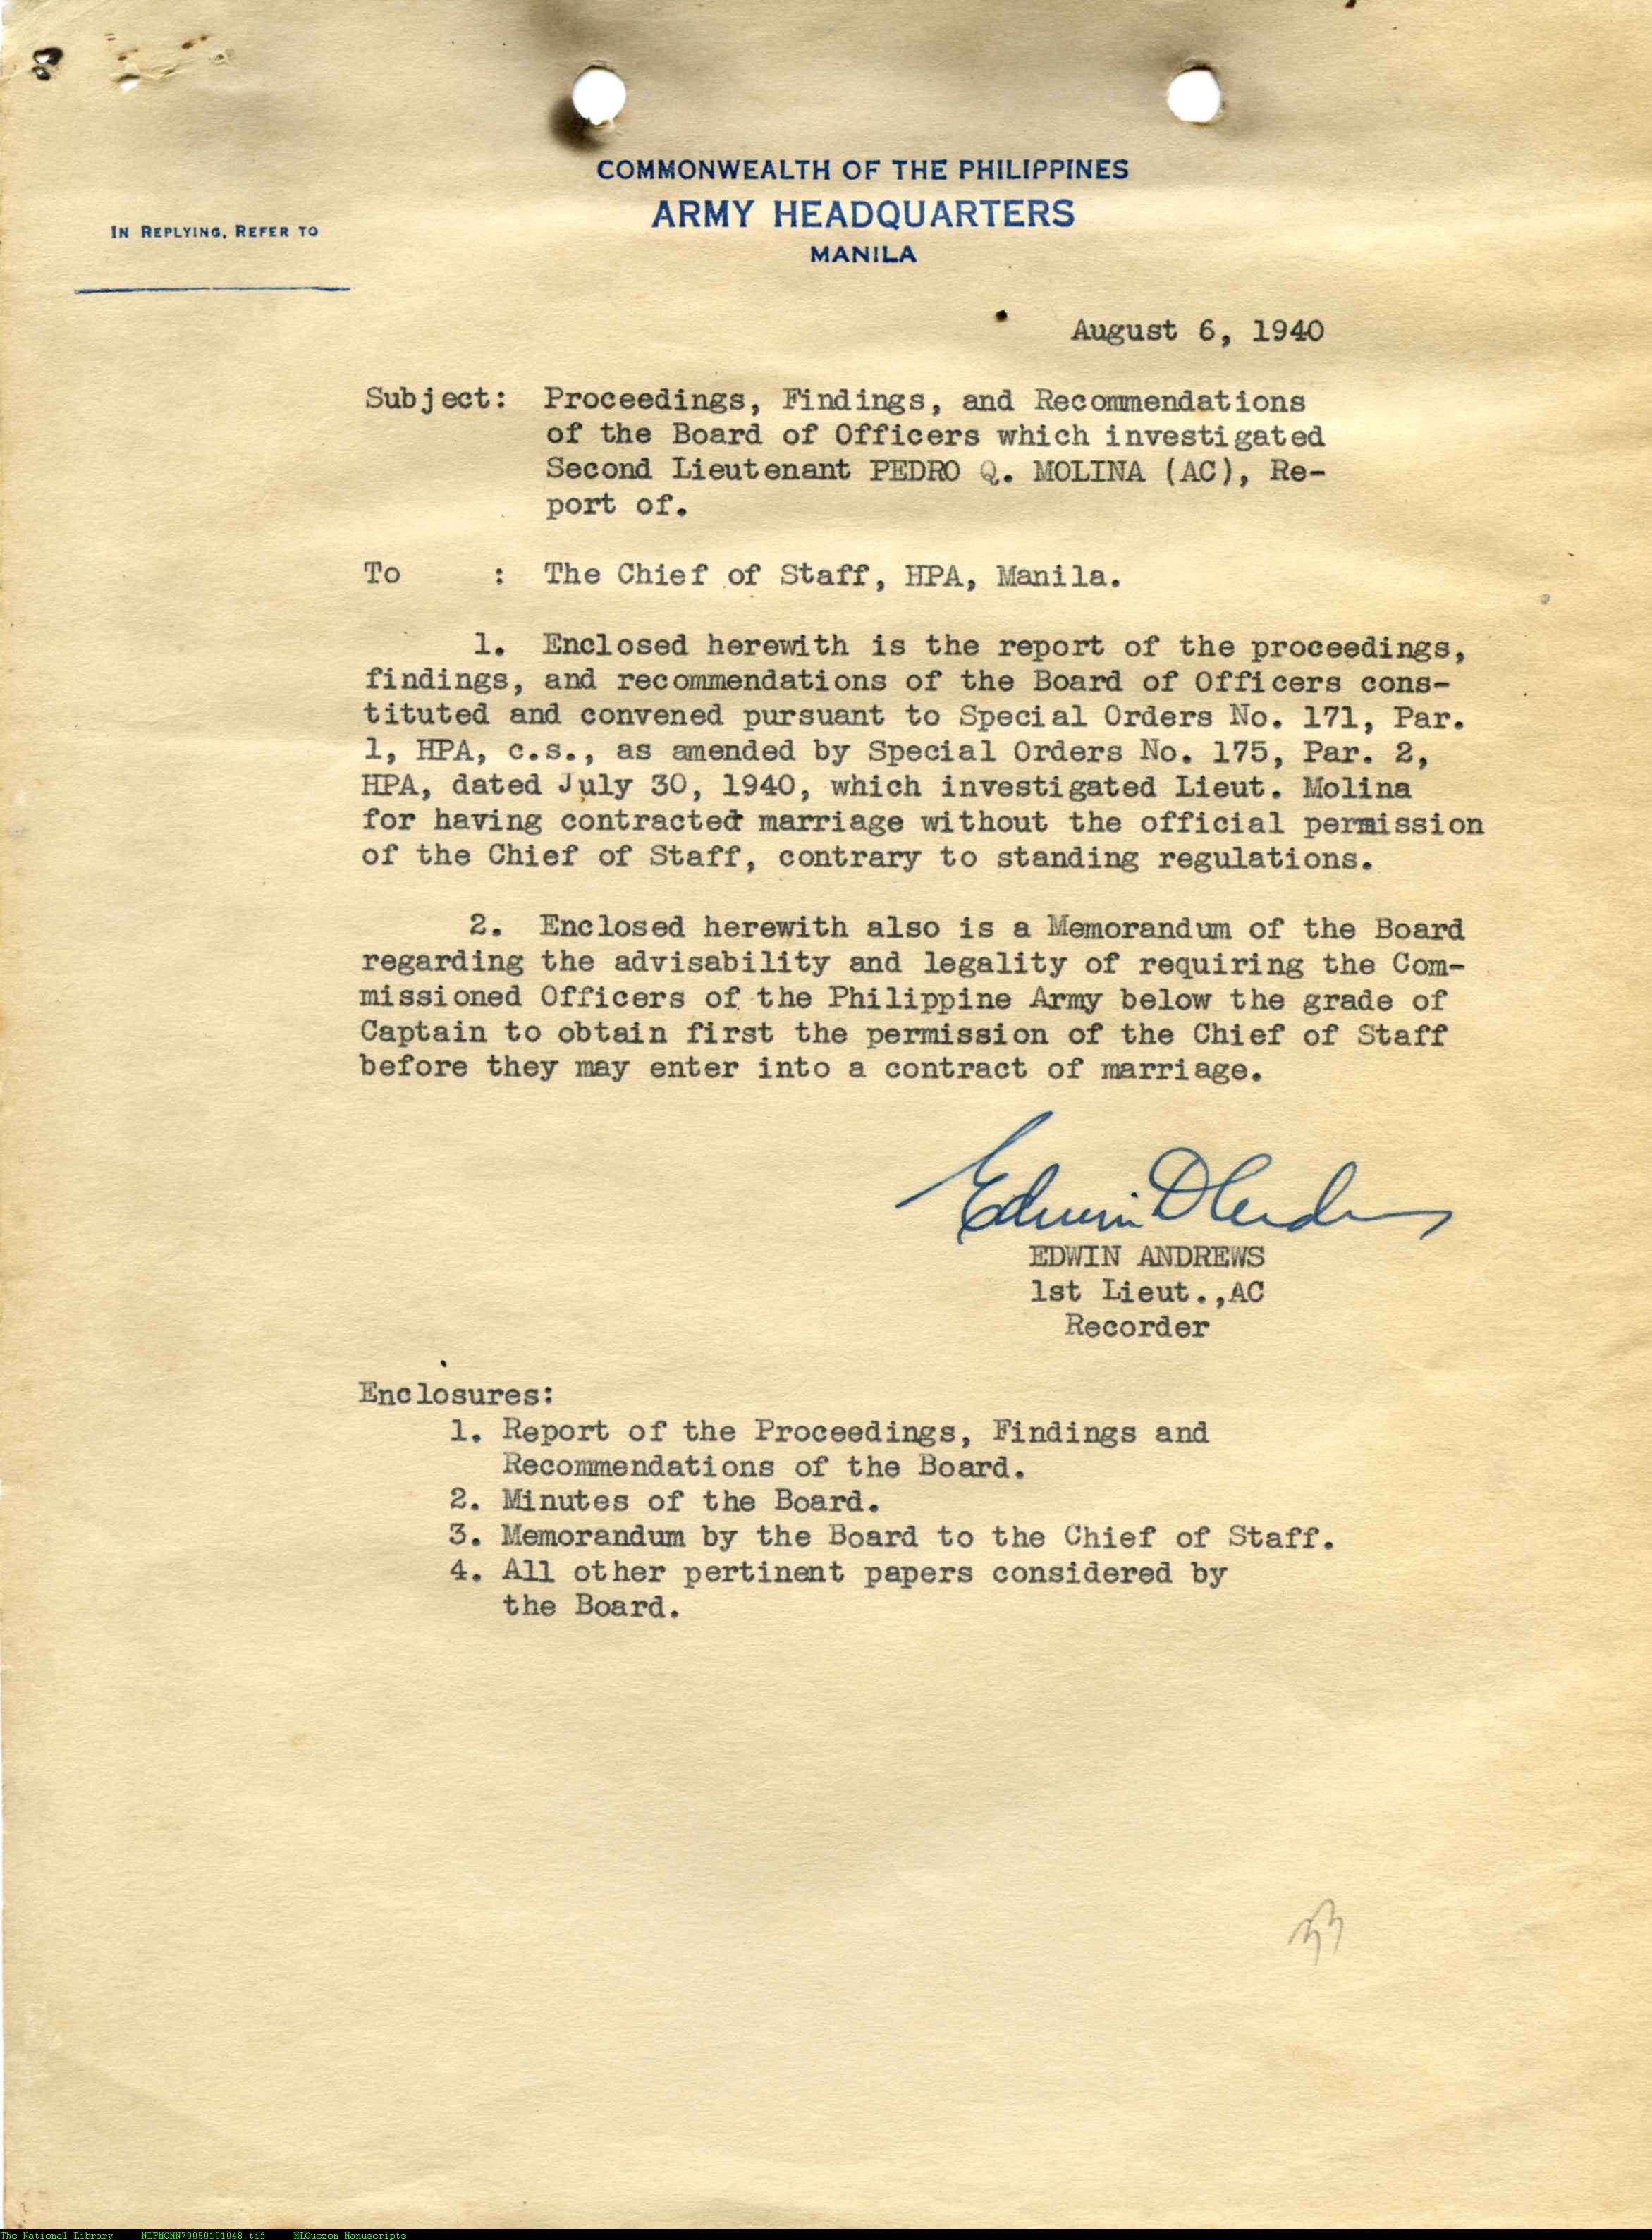 COMMONWEALTH OF THE PHILIPPINES
ARMY HEADQUARTERS
MANILA
IN REPLYING, REFER TO
August 6, 1940
Subject: Proceedings, Findings, and Recommendations
of the Board of Officers which investigated
Second Lieutenant PEDRO Q. MOLINA (AC), Re-
port of.
To : The Chief of Staff, HPA, Manila.
1. Enclosed herewith is the report of the proceedings,
findings, and recommendations of the Board of Officers cons-
tituted and convened pursuant to Special Orders No. 171, Par.
1, HPA, c.s., as amended by Special Orders No. 175, Par. 2,
HPA, dated July 30, 1940, which investigated Lieut. Molina
for having contracted marriage without the official permission
of the Chief of Staff, contrary to standing regulations.
2. Enclosed herewith also is a Memorandum of the Board
regarding the advisability and legality of requiring the Com-
missioned Officers of the Philippine Army below the grade of
Captain to obtain first the permission of the Chief of Staff
before they may enter into a contract of marriage.
EDWIN ANDREWS
1st Lieut.,AC
Recorder
Enclosures:
1. Report of the Proceedings, Findings and
Recommendations of the Board.
2. Minutes of the Board.
3. Memorandum by the Board to the Chief of Staff.
4. All other pertinent papers considered by
the Board.
The National Library NLPMQMN70050101048.tif MLQuezon Manuscripts